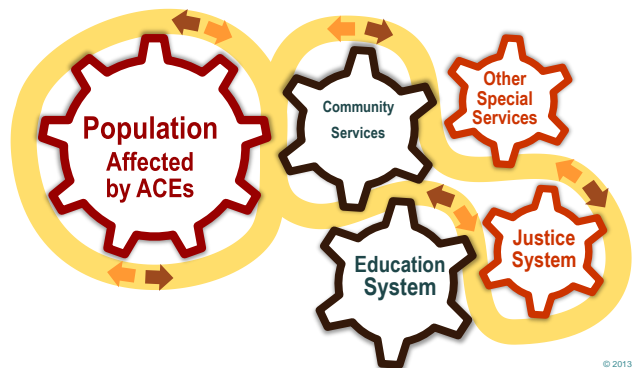 Population
Affected
by ACEs
Community
Services
Other
Special
Services
Education
System
Justice
System
© 2013